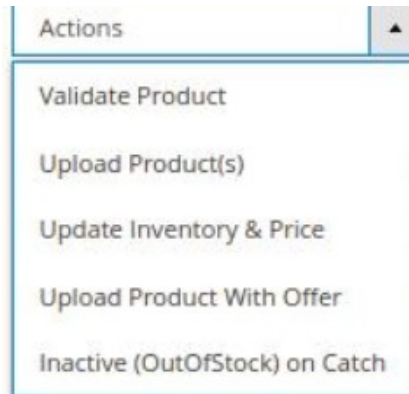 Actions
Validate Product
Upload Product(s)
Update Inventory & Price
Upload Product With Offer
Inactive (OutOfStock) on Catch